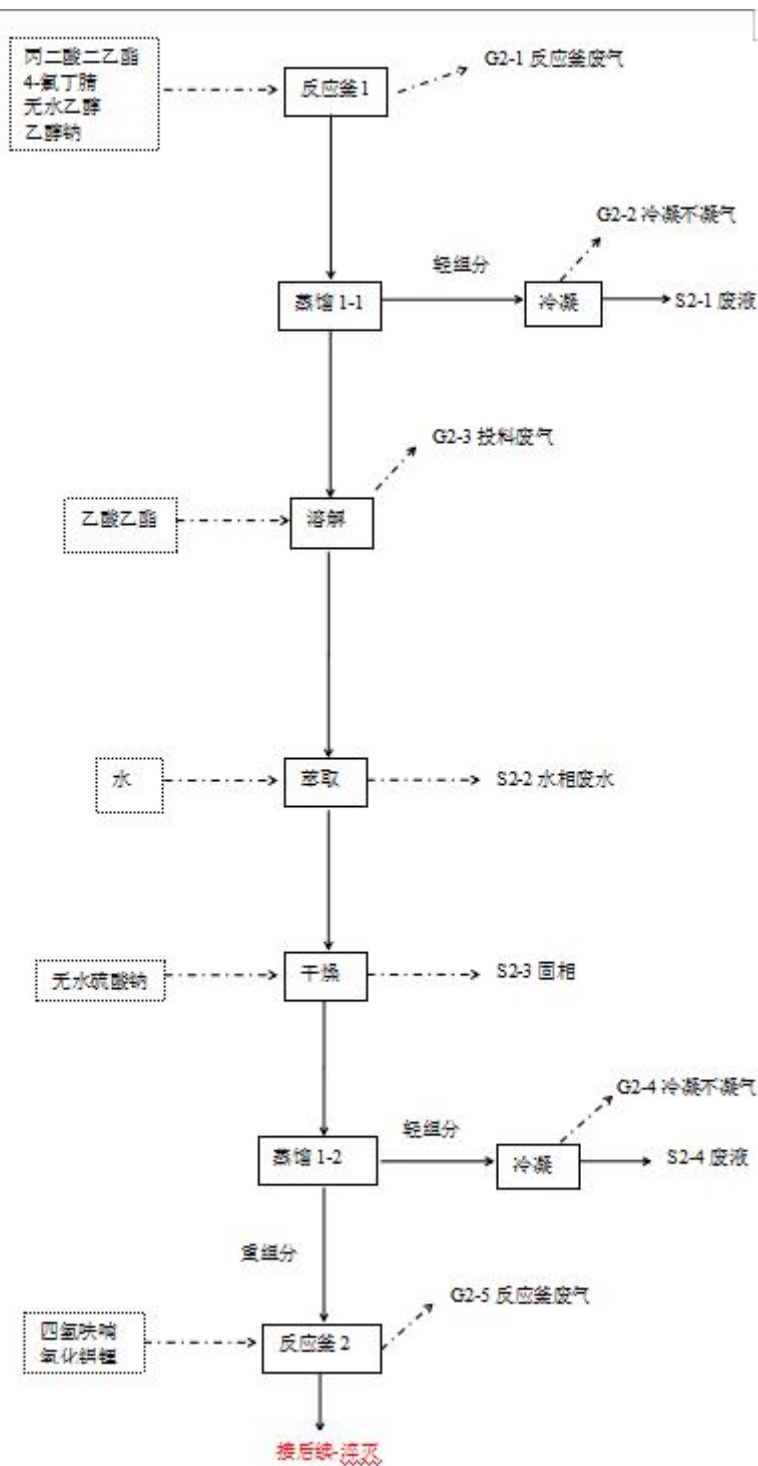 丙二酸二乙酯
4-氯丁腈
无水乙醇
乙醇钠
反应釜1
G2-1 反应釜废气
G2-2 冷凝不凝气
轻组分
蒸馏1-1
冷凝
S2-1 废液
G2-3 投料废气
乙酸乙酯
溶解
水
萃取
S2-2 水相废水
无水硫酸钠
干燥
S2-3 固相
G2-4 冷凝不凝气
轻组分
蒸馏1-2
冷凝
S2-4 废液
重组分
G2-5 反应釜废气
四氢呋喃
氢化铝锂
反应釜2
接后续-淬灭